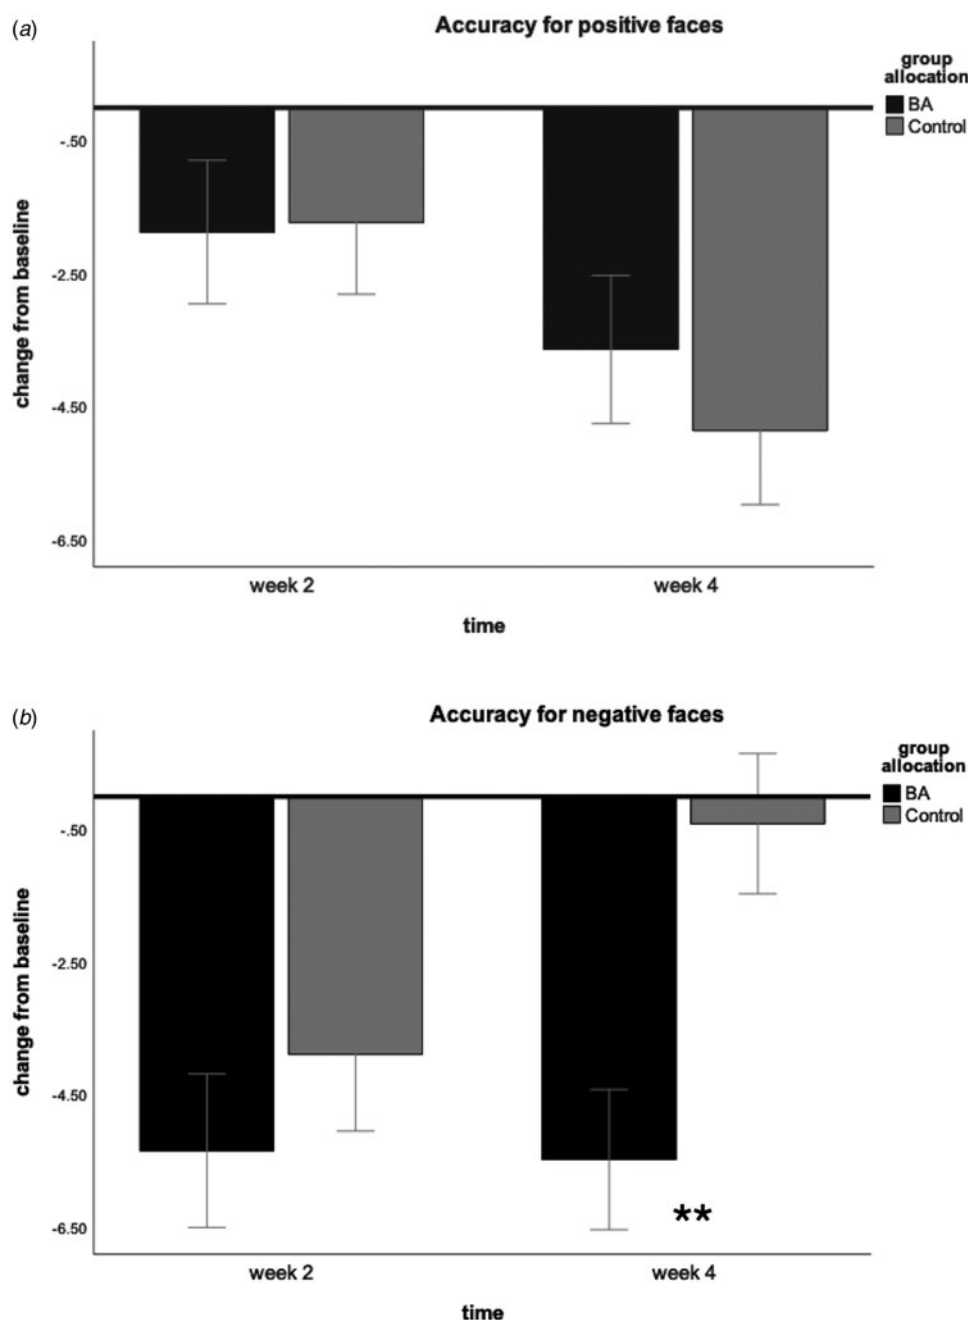 (a)
Accuracy for positive faces
group
allocation
BA
Control
-.50
-2.50
-4.50
-6.50
change from baseline
week 2
week 4
time
(b)
Accuracy for negative faces
group
allocation
BA
Control
-.50
-2.50
-4.50
-6.50
change from baseline
**
week 2
week 4
time